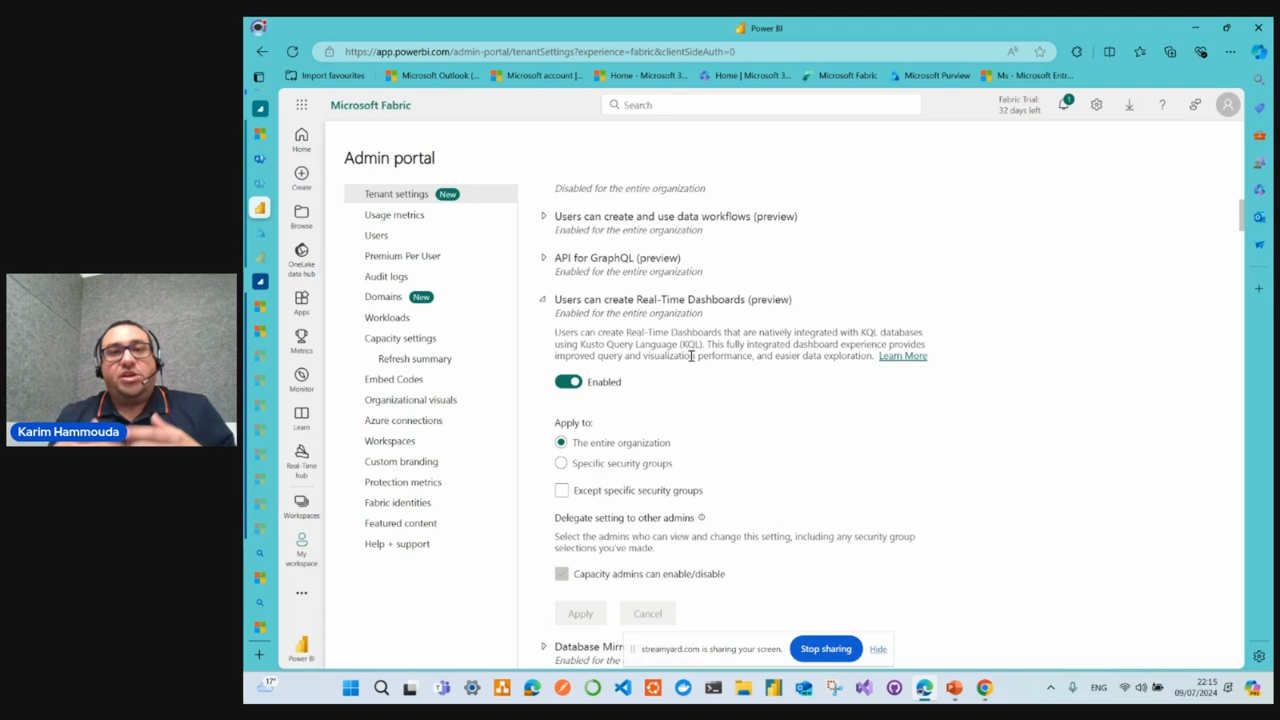 Power BI
https://app.powerbi.com/admin-portal/tenantSettings?experience=fabric&clientSideAuth=0
Import favourites
Microsoft Outlook (...
Microsoft account |...
Home - Microsoft 3...
Home | Microsoft 3...
Microsoft Fabric
Microsoft Purview
Ms - Microsoft Entr...
Microsoft Fabric
Search
Fabric Trial:
32 days left
1
Home
Create
Browse
OneLake
data hub
Apps
Metrics
Monitor
Learn
Real-Time
hub
Workspaces
My
workspace
Power BI
Admin portal
Tenant settings New
Usage metrics
Users
Premium Per User
Audit logs
Domains New
Workloads
Capacity settings
Refresh summary
Embed Codes
Organizational visuals
Azure connections
Workspaces
Custom branding
Protection metrics
Fabric identities
Featured content
Help + support
Disabled for the entire organization
Users can create and use data workflows (preview)
Enabled for the entire organization
API for GraphQL (preview)
Enabled for the entire organization
Users can create Real-Time Dashboards (preview)
Enabled for the entire organization
Users can create Real-Time Dashboards that are natively integrated with KQL databases
using Kusto Query Language (KQL). This fully integrated dashboard experience provides
improved query and visualization performance, and easier data exploration. Learn More
Enabled
Apply to:
The entire organization
Specific security groups
Except specific security groups
Delegate setting to other admins
Select the admins who can view and change this setting, including any security group
selections you've made.
Capacity admins can enable/disable
Apply
Cancel
Database Mirr
Enabled for the
streamyard.com is sharing your screen.
Stop sharing
Hide
Karim Hammouda
17°
ENG
22:15
09/07/2024